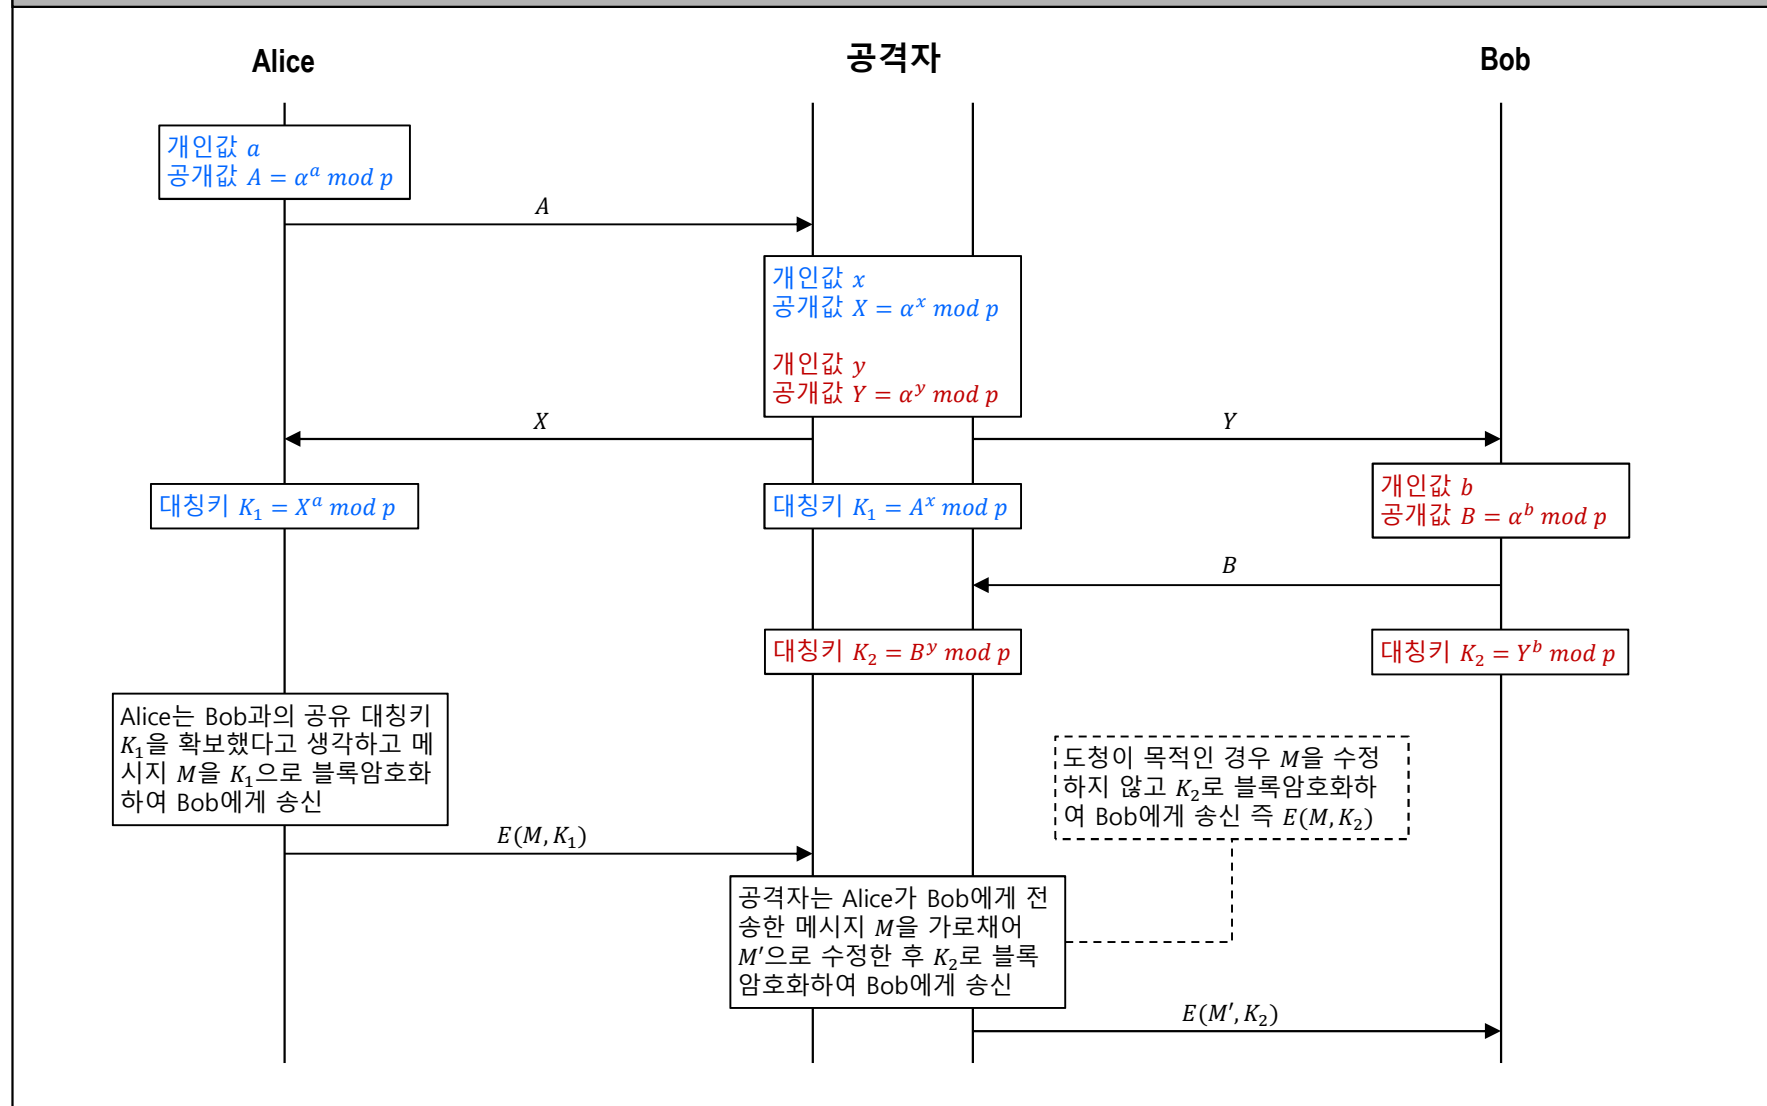 Alice
공격자
Bob
개인값 a
공개값 A = α^a mod p
A
개인값 x
공개값 X = α^x mod p
개인값 y
공개값 Y = α^y mod p
X
Y
대칭키 K₁ = X^a mod p
대칭키 K₁ = A^x mod p
개인값 b
공개값 B = α^b mod p
B
대칭키 K₂ = B^y mod p
대칭키 K₂ = Y^b mod p
Alice는 Bob과의 공유 대칭키
K₁을 확보했다고 생각하고 메
시지 M을 K₁으로 블록암호화
하여 Bob에게 송신
도청이 목적인 경우 M을 수정
하지 않고 K₂로 블록암호화하
여 Bob에게 송신 즉 E(M, K₂)
E(M, K₁)
공격자는 Alice가 Bob에게 전
송한 메시지 M을 가로채어
M′으로 수정한 후 K₂로 블록
암호화하여 Bob에게 송신
E(M′, K₂)